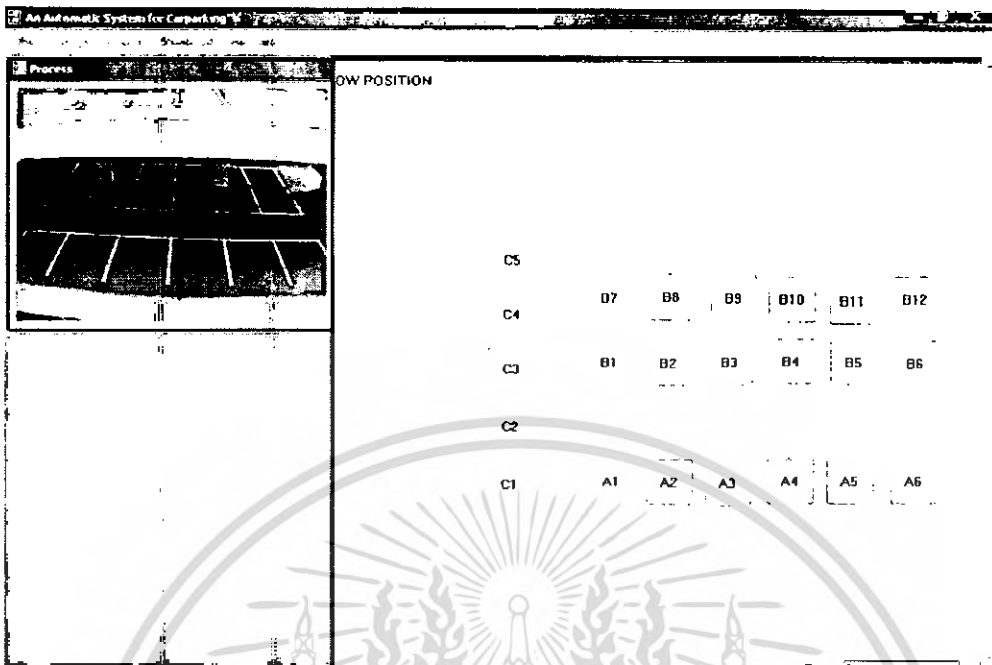 An Automatic System for Carparking
Process
OW POSITION
C5
B7 B8 B9 B10 B11 B12
C4
C3 B1 B2 B3 B4 B5 B6
C2
C1 A1 A2 A3 A4 A5 A6